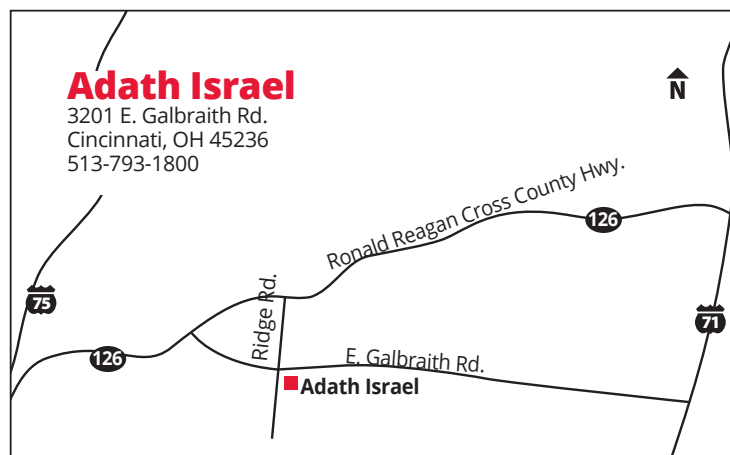 Adath Israel
3201 E. Galbraith Rd.
Cincinnati, OH 45236
513-793-1800
N
Ronald Reagan Cross County Hwy.
126
75
Ridge Rd.
71
126
E. Galbraith Rd.
Adath Israel